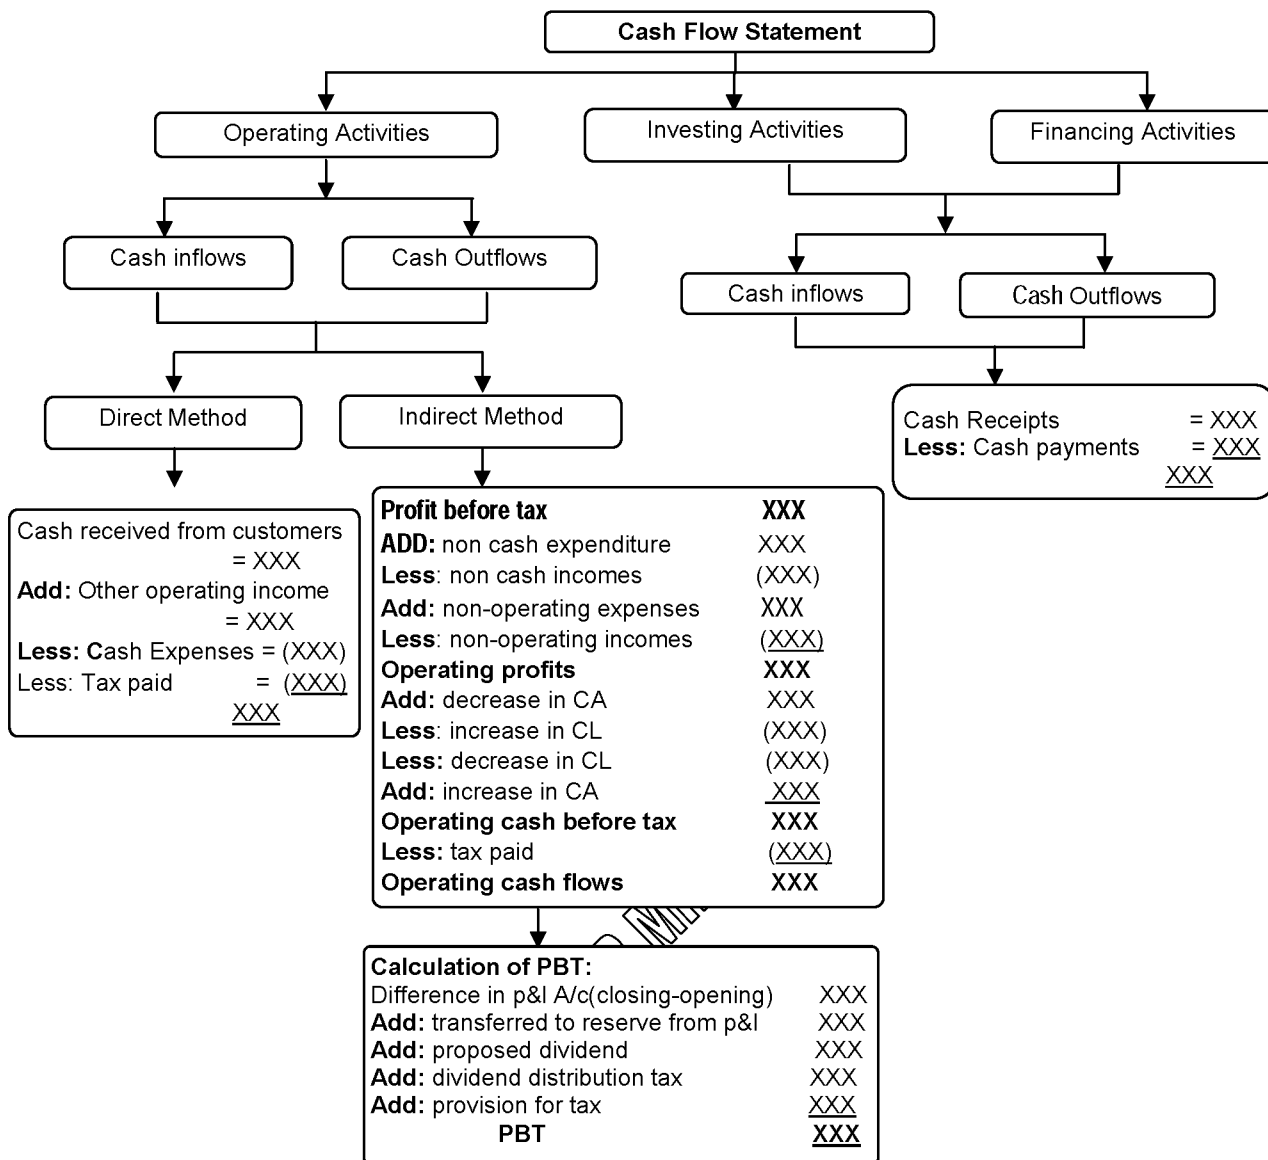 Cash Flow Statement
Operating Activities
Investing Activities
Financing Activities
Cash inflows
Cash Outflows
Cash inflows
Cash Outflows
Direct Method
Indirect Method
Cash Receipts = XXX
Less: Cash payments = XXX
XXX
Cash received from customers
= XXX
Add: Other operating income
= XXX
Less: Cash Expenses = (XXX)
Less: Tax paid = (XXX)
XXX
Profit before tax XXX
ADD: non cash expenditure XXX
Less: non cash incomes (XXX)
Add: non-operating expenses XXX
Less: non-operating incomes (XXX)
Operating profits XXX
Add: decrease in CA XXX
Less: increase in CL (XXX)
Less: decrease in CL (XXX)
Add: increase in CA XXX
Operating cash before tax XXX
Less: tax paid (XXX)
Operating cash flows XXX
Calculation of PBT:
Difference in p&l A/c(closing-opening) XXX
Add: transferred to reserve from p&l XXX
Add: proposed dividend XXX
Add: dividend distribution tax XXX
Add: provision for tax XXX
PBT XXX